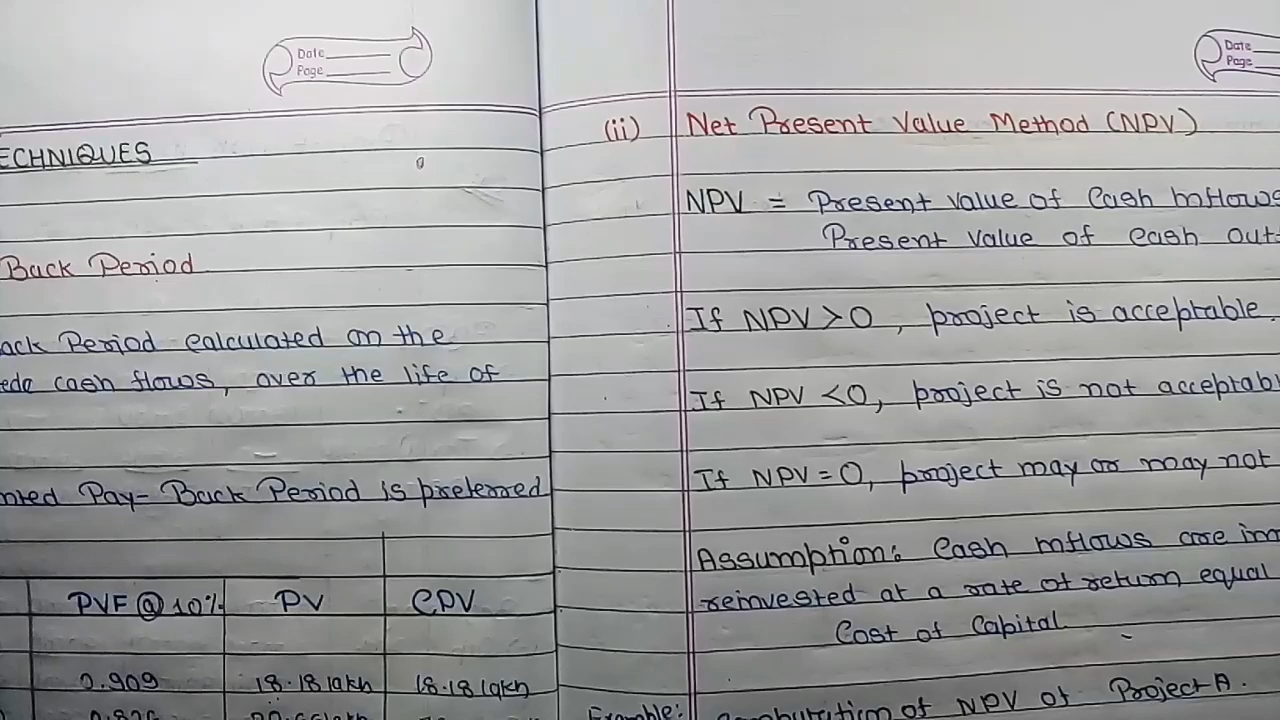 Date
Page
ECHNIQUES
Back Period
ack Period calculated on the
cash flows, over the life of
nted Pay-Back Period is preferred
PVF@10% PV CPV
0.909 18.18 lakh 18.18 lakh
Date
Page
(ii) Net Present Value Method (NPV)
NPV = Present Value of Cash Inflows
Present Value of Cash out
If NPV>0, project is acceptable.
If NPV <0, project is not acceptabl
If NPV=0, project may or may not
Assumption: Cash inflows are im
reinvested at a rate of return equal
Cost of Capital
Example: Computation of NPV of Project A.